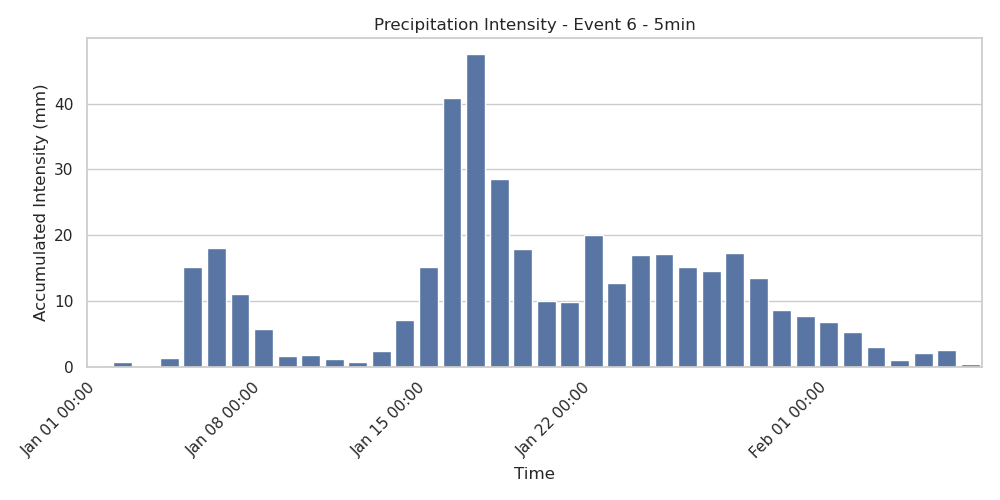 Precipitation Intensity - Event 6 - 5min
Accumulated Intensity (mm)
40
30
20
10
0
Jan 01 00:00
Jan 08 00:00
Jan 15 00:00
Jan 22 00:00
Feb 01 00:00
Time